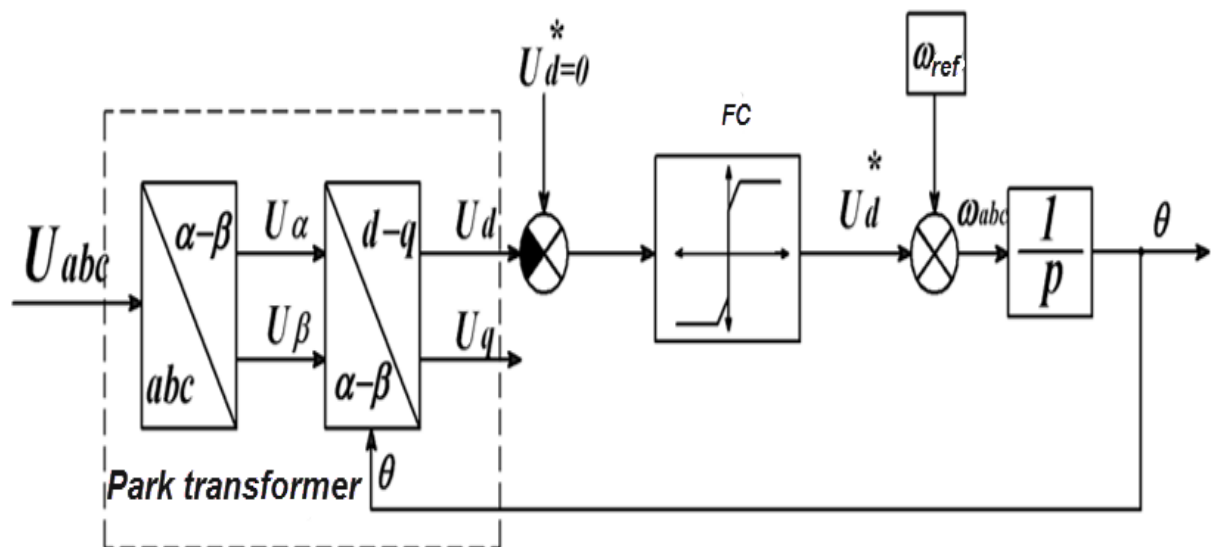 U*d=0
ωref
FC
U*d
ωabc
1
p
θ
Uabc
α-β
abc
Uα
Uβ
d-q
α-β
Ud
Uq
θ
Park transformer